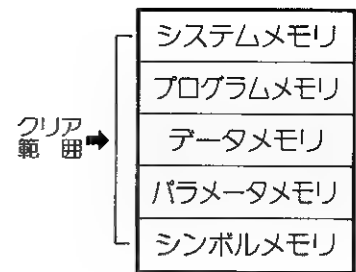 システムメモリ
プログラムメモリ
クリア
範囲
データメモリ
パラメータメモリ
シンボルメモリ